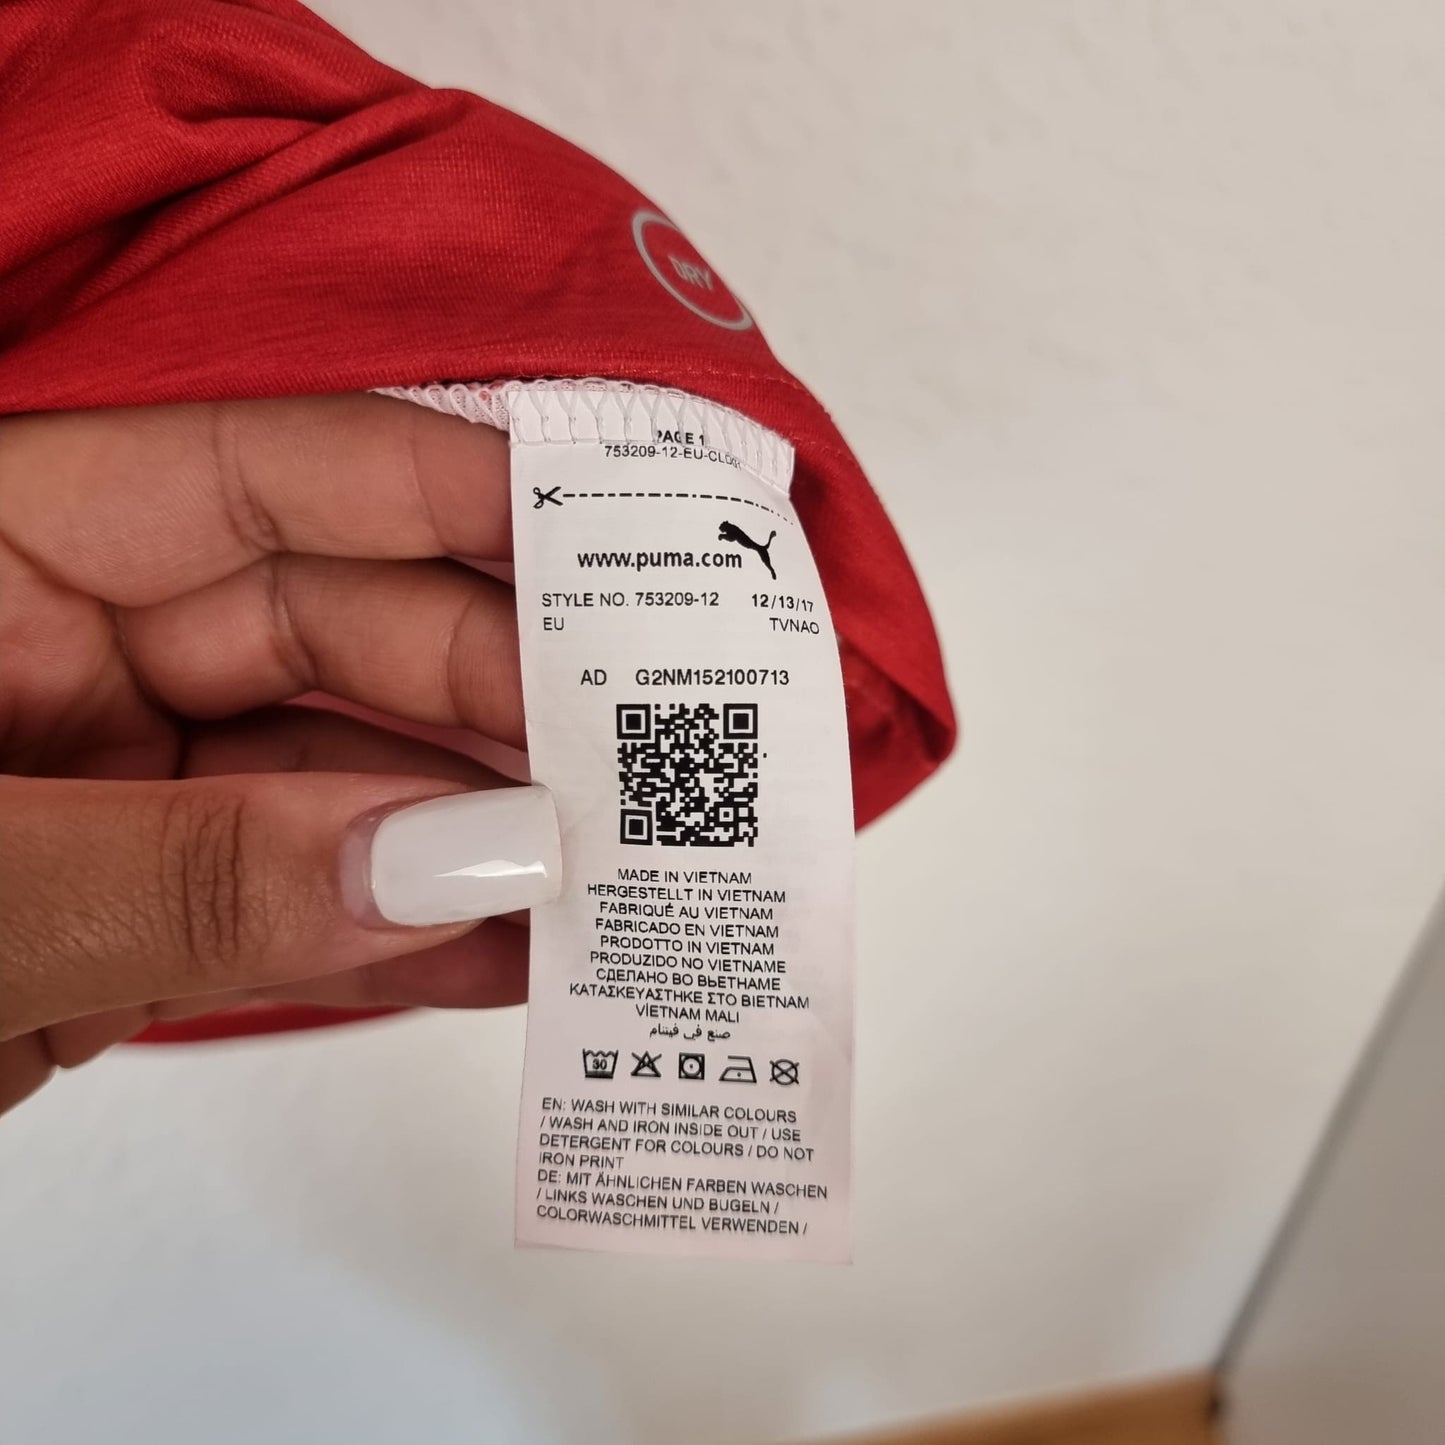 DRY
PAGE 1
753209-12-EU-CLO
www.puma.com
STYLE NO. 753209-12 12/13/17
EU TVNAO
AD G2NM152100713
MADE IN VIETNAM
HERGESTELLT IN VIETNAM
FABRIQUÉ AU VIETNAM
FABRICADO EN VIETNAM
PRODOTTO IN VIETNAM
PRODUZIDO NO VIETNAME
СДЕЛАНО ВО ВЬЕТНАМЕ
ΚΑΤΑΣΚΕΥΑΣΤΗΚΕ ΣΤΟ ΒΙΕΤΝΑΜ
VİETNAM MALI
صنع في فيتنام
30
EN: WASH WITH SIMILAR COLOURS
/ WASH AND IRON INSIDE OUT / USE
DETERGENT FOR COLOURS / DO NOT
IRON PRINT
DE: MIT ÄHNLICHEN FARBEN WASCHEN
/ LINKS WASCHEN UND BUGELN /
COLORWASCHMITTEL VERWENDEN /